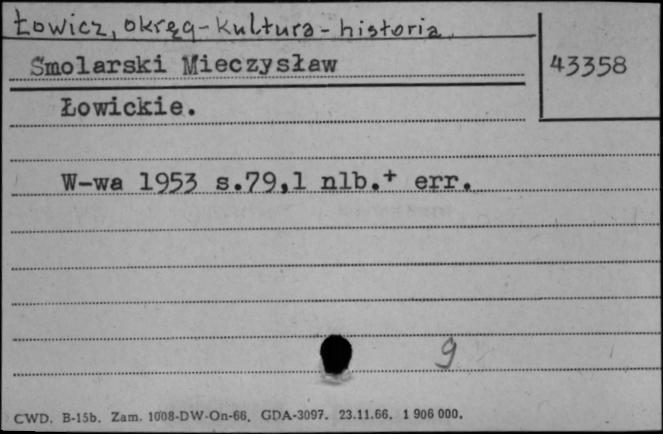 Łowicz, okręg - kultura - historia.
Smolarski Mieczysław
43358
Łowickie.
W-wa 1953 s.79,1 nlb.+ err.
g
CWD. B-15b. Zam. 1008-DW-On-66. GDA-3097. 23.11.66. 1 906 000.